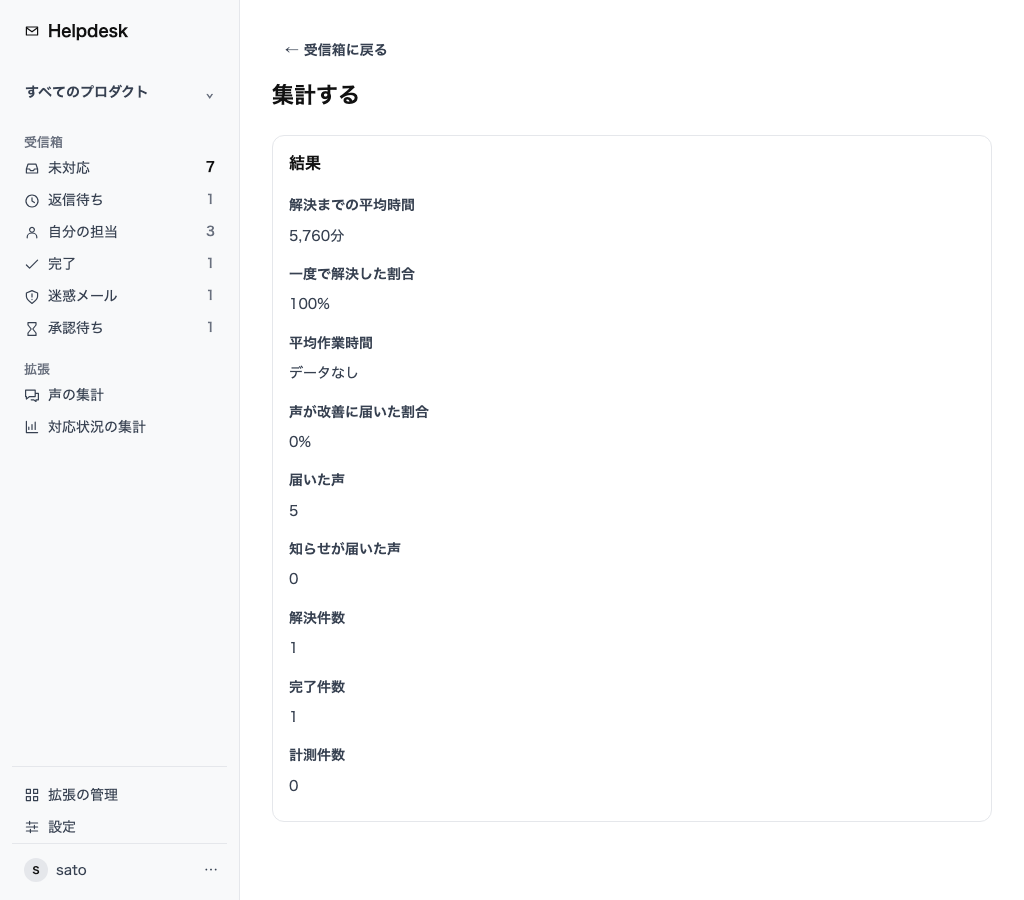 Helpdesk
すべてのプロダクト
受信箱
未対応 7
返信待ち 1
自分の担当 3
完了 1
迷惑メール 1
承認待ち 1
拡張
声の集計
対応状況の集計
拡張の管理
設定
S sato ...
← 受信箱に戻る
集計する
結果
解決までの平均時間
5,760分
一度で解決した割合
100%
平均作業時間
データなし
声が改善に届いた割合
0%
届いた声
5
知らせが届いた声
0
解決件数
1
完了件数
1
計測件数
0